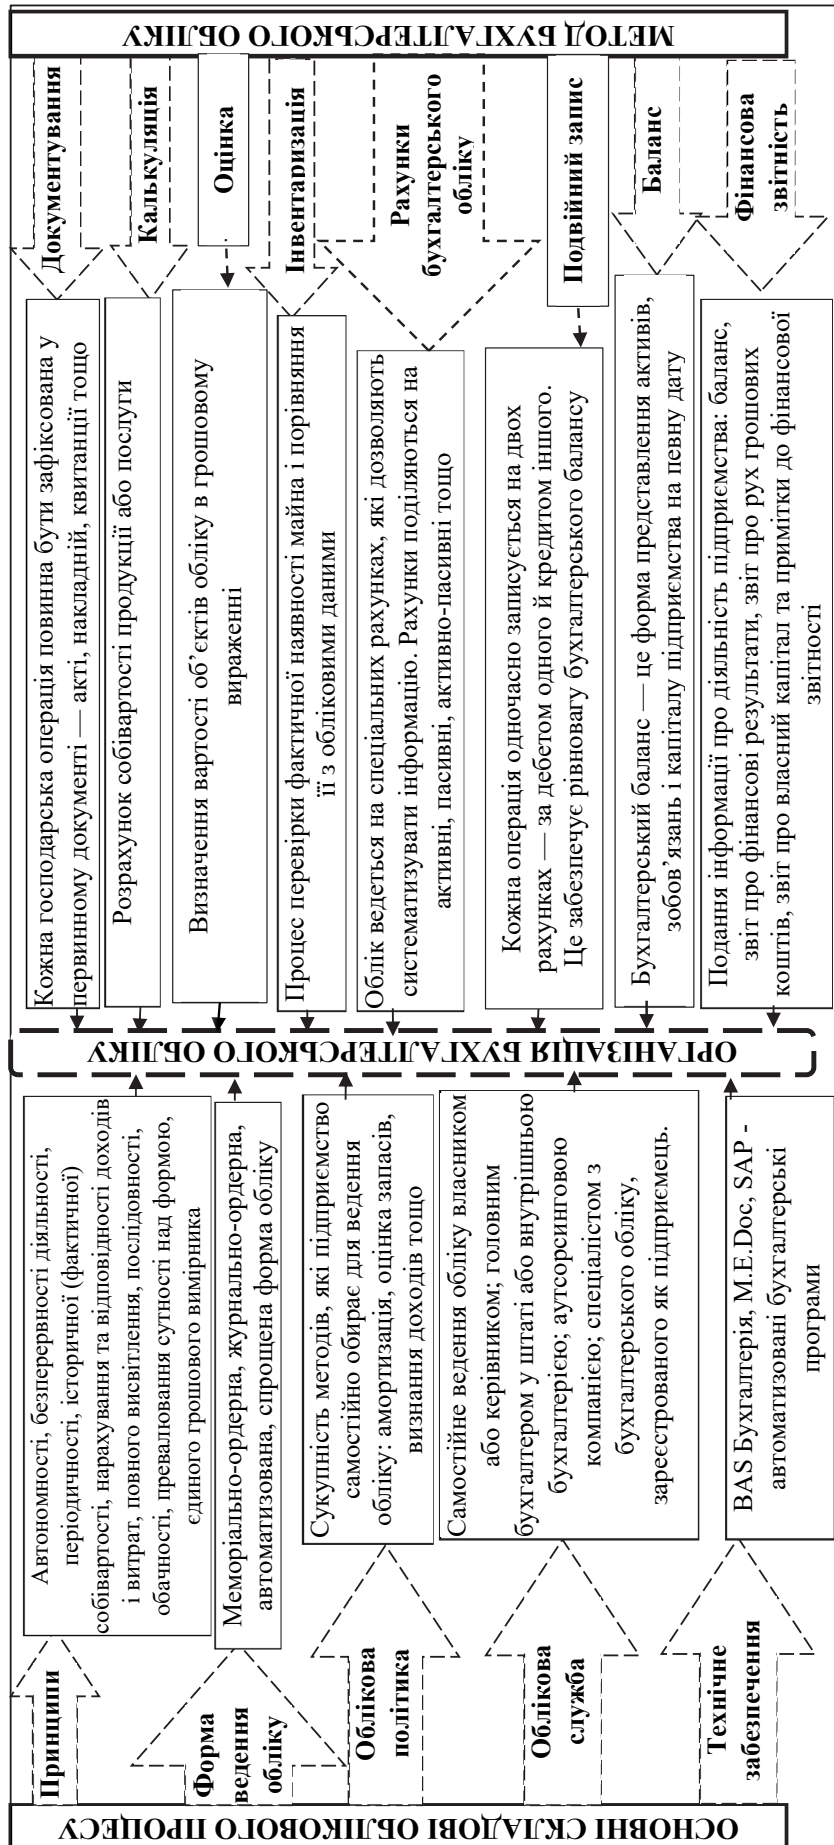 ОСНОВНІ СКЛАДОВІ ОБЛІКОВОГО ПРОЦЕСУ
Принципи
Автономності, безперервності діяльності,
періодичності, історичної (фактичної)
собівартості, нарахування та відповідності доходів
і витрат, повного висвітлення, послідовності,
обачності, превалювання сутності над формою,
єдиного грошового вимірника
Форма
ведення
обліку
Меморіально-ордерна, журнально-ордерна,
автоматизована, спрощена форма обліку
Облікова
політика
Сукупність методів, які підприємство
самостійно обирає для ведення
обліку: амортизація, оцінка запасів,
визнання доходів тощо
Облікова
служба
Самостійне ведення обліку власником
або керівником; головним
бухгалтером у штаті або внутрішньою
бухгалтерією; аутсорсинговою
компанією; спеціалістом з
бухгалтерського обліку,
зареєстрованого як підприємець.
Технічне
забезпечення
BAS Бухгалтерія, M.E.Doc, SAP -
автоматизовані бухгалтерські
програми
ОРГАНІЗАЦІЯ БУХГАЛТЕРСЬКОГО ОБЛІКУ
Кожна господарська операція повинна бути зафіксована у
первинному документі — акті, накладній, квитанції тощо
Документування
Розрахунок собівартості продукції або послуги
Калькуляція
Визначення вартості об’єктів обліку в грошовому
вираженні
Оцінка
Процес перевірки фактичної наявності майна і порівняння
її з обліковими даними
Інвентаризація
Облік ведеться на спеціальних рахунках, які дозволяють
систематизувати інформацію. Рахунки поділяються на
активні, пасивні, активно-пасивні тощо
Рахунки
бухгалтерського
обліку
Кожна операція одночасно записується на двох
рахунках — за дебетом одного й кредитом іншого.
Це забезпечує рівновагу бухгалтерського балансу
Подвійний запис
Бухгалтерський баланс — це форма представлення активів,
зобов’язань і капіталу підприємства на певну дату
Баланс
Подання інформації про діяльність підприємства: баланс,
звіт про фінансові результати, звіт про рух грошових
коштів, звіт про власний капітал та примітки до фінансової
звітності
Фінансова
звітність
МЕТОД БУХГАЛТЕРСЬКОГО ОБЛІКУ